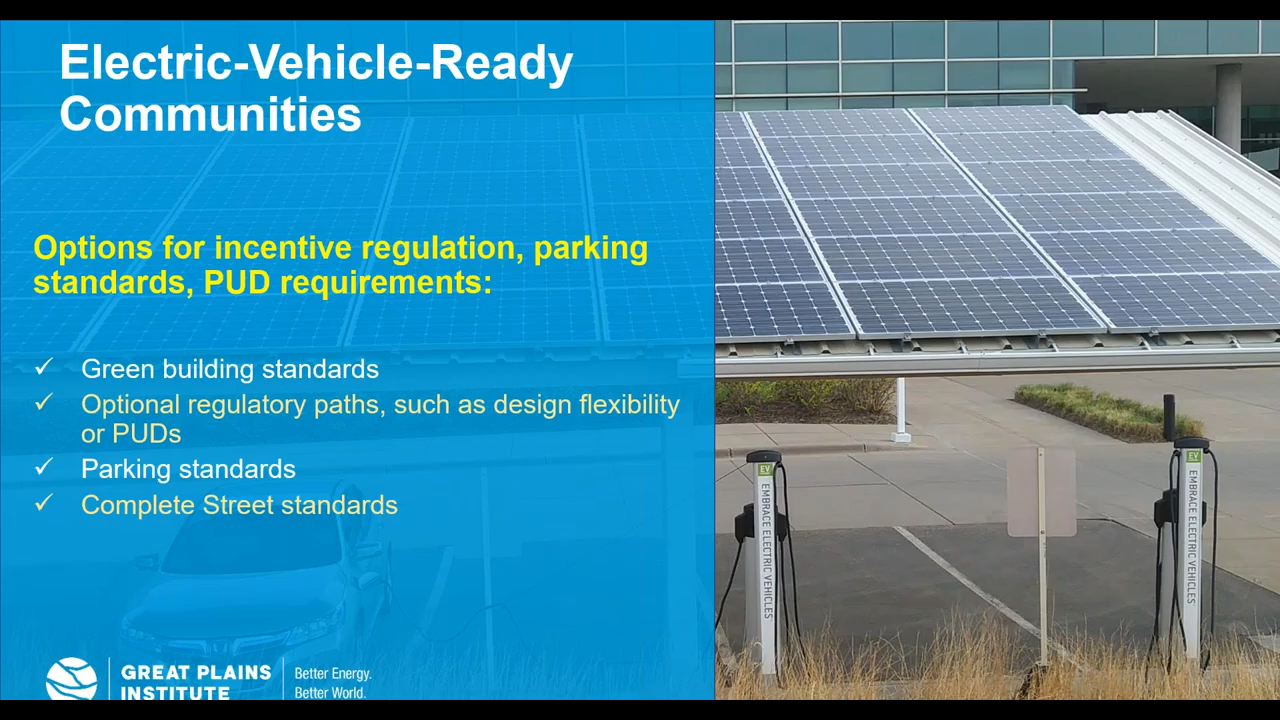 Electric-Vehicle-Ready
Communities
Options for incentive regulation, parking
standards, PUD requirements:
✓ Green building standards
✓ Optional regulatory paths, such as design flexibility
or PUDs
✓ Parking standards
✓ Complete Street standards
GREAT PLAINS
INSTITUTE
Better Energy.
Better World.
EV
EMBRACE ELECTRIC VEHICLES
EV
EMBRACE ELECTRIC VEHICLES